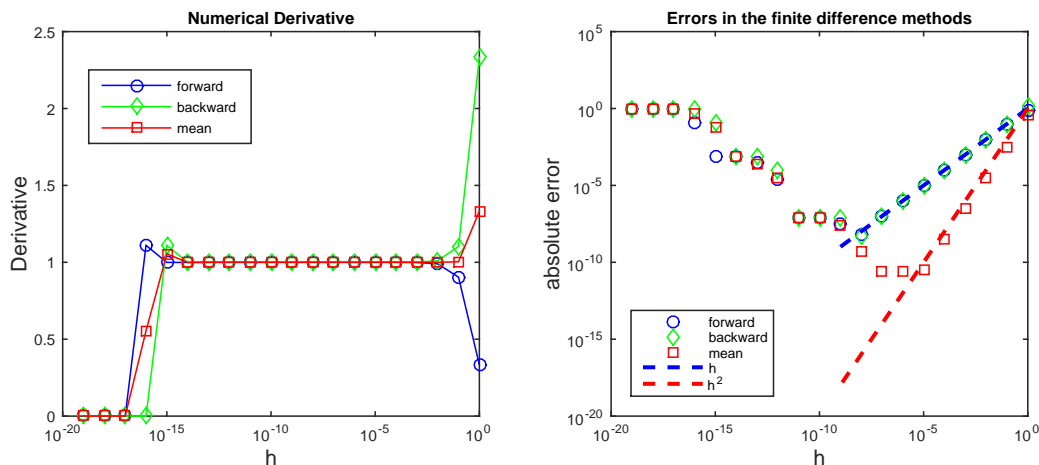 Numerical Derivative
2.5
2
1.5
1
0.5
0
10^-20
10^-15
10^-10
10^-5
10^0
h
Derivative
forward
backward
mean
Errors in the finite difference methods
10^5
10^0
10^-5
10^-10
10^-15
10^-20
10^-20
10^-15
10^-10
10^-5
10^0
h
absolute error
forward
backward
mean
h
h^2